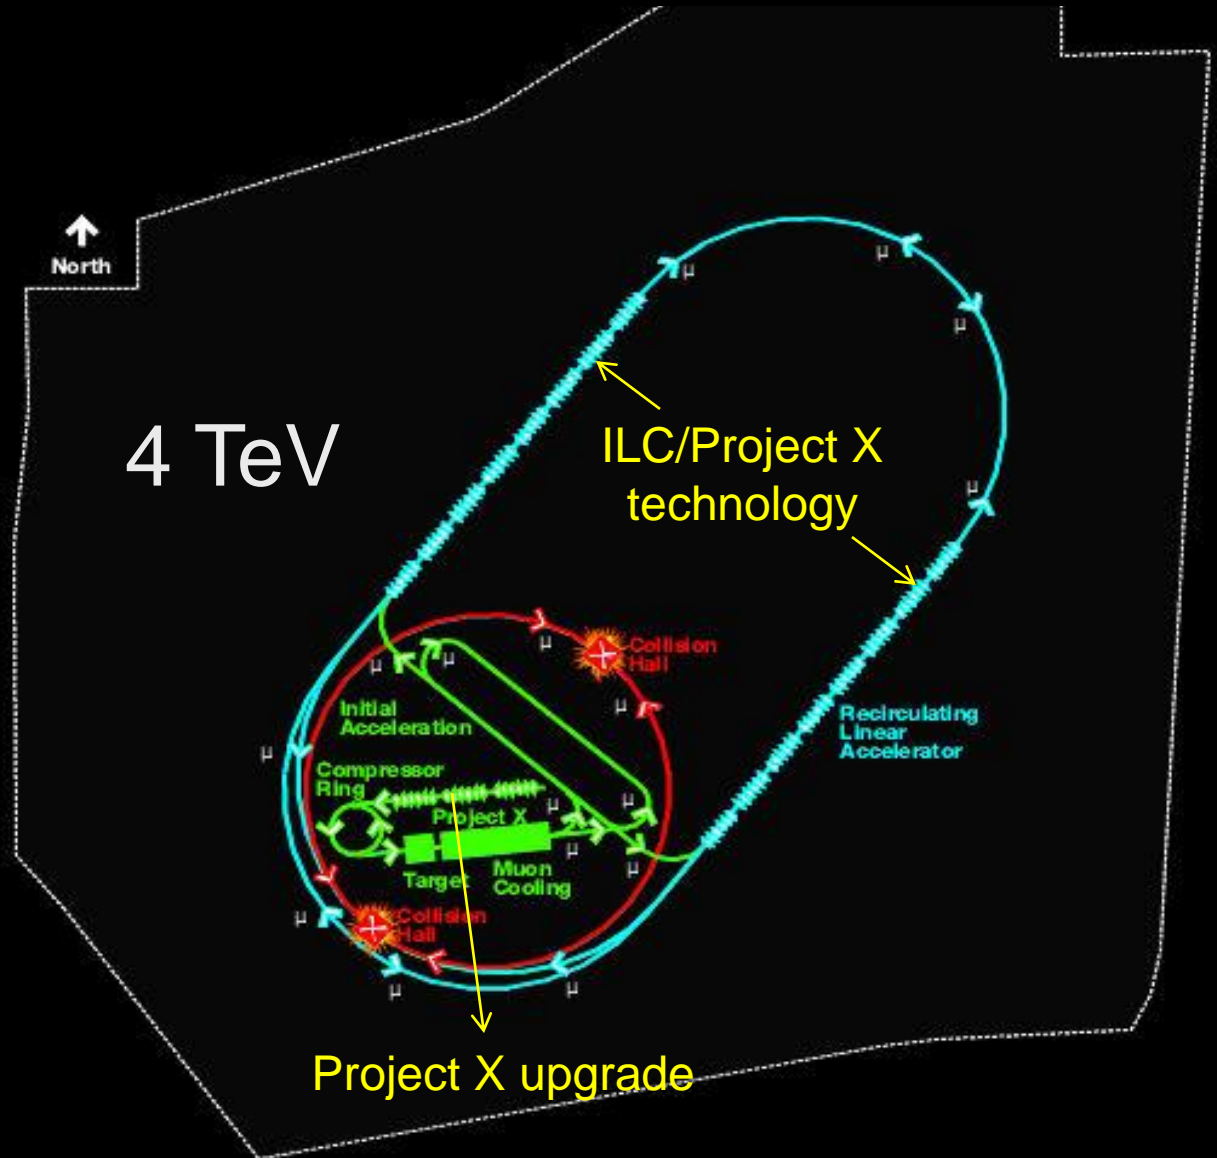 North
μ
μ
μ
4 TeV
ILC/Project X
technology
μ
μ
Collision
Hall
μ
μ
μ
Initial
Acceleration
Recirculating
Linear
Accelerator
μ
Compressor
Ring
μ
μ
Project X
μ
Target
Muon
Cooling
μ
μ
Collision
Hall
μ
μ
Project X upgrade